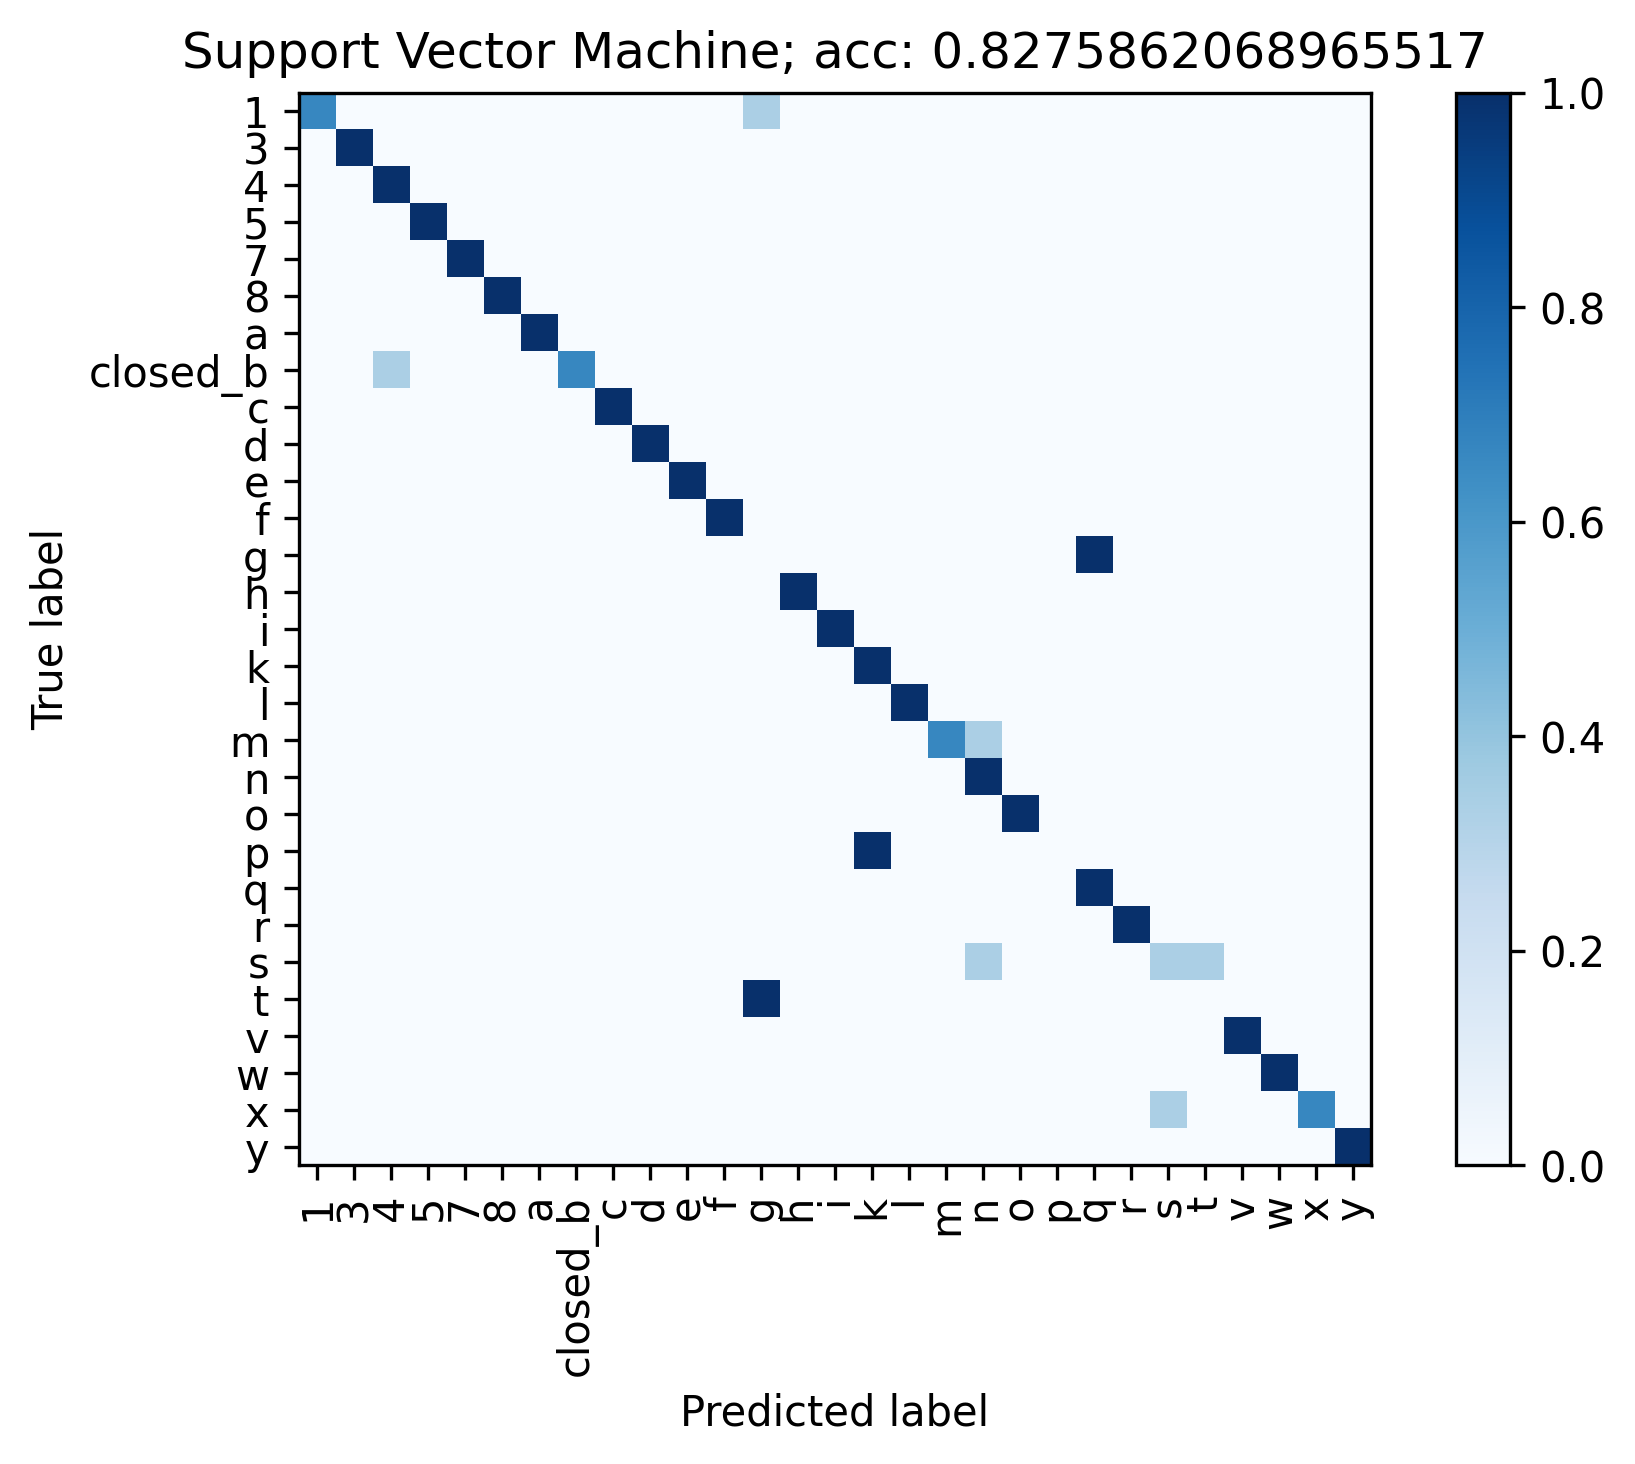 Support Vector Machine; acc: 0.8275862068965517
1
3
4
5
7
8
a
closed_b
c
d
e
f
g
h
i
k
l
m
n
o
p
q
r
s
t
v
w
x
y
True label
1
3
4
5
7
8
a
closed_b
c
d
e
f
g
h
i
k
l
m
n
o
p
q
r
s
t
v
w
x
y
Predicted label
1.0
0.8
0.6
0.4
0.2
0.0